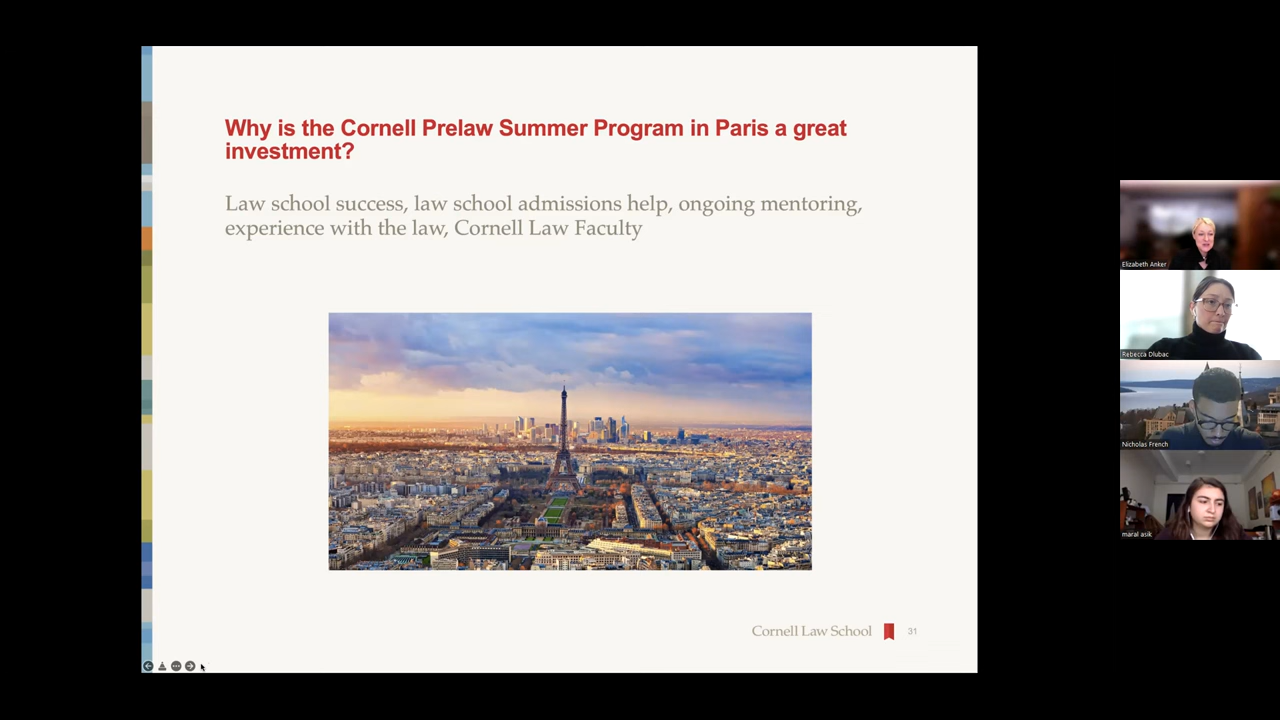 Why is the Cornell Prelaw Summer Program in Paris a great
investment?
Law school success, law school admissions help, ongoing mentoring,
experience with the law, Cornell Law Faculty
Cornell Law School
31
Elizabeth Anker
Rebecca Dlubac
Nicholas French
maral asik